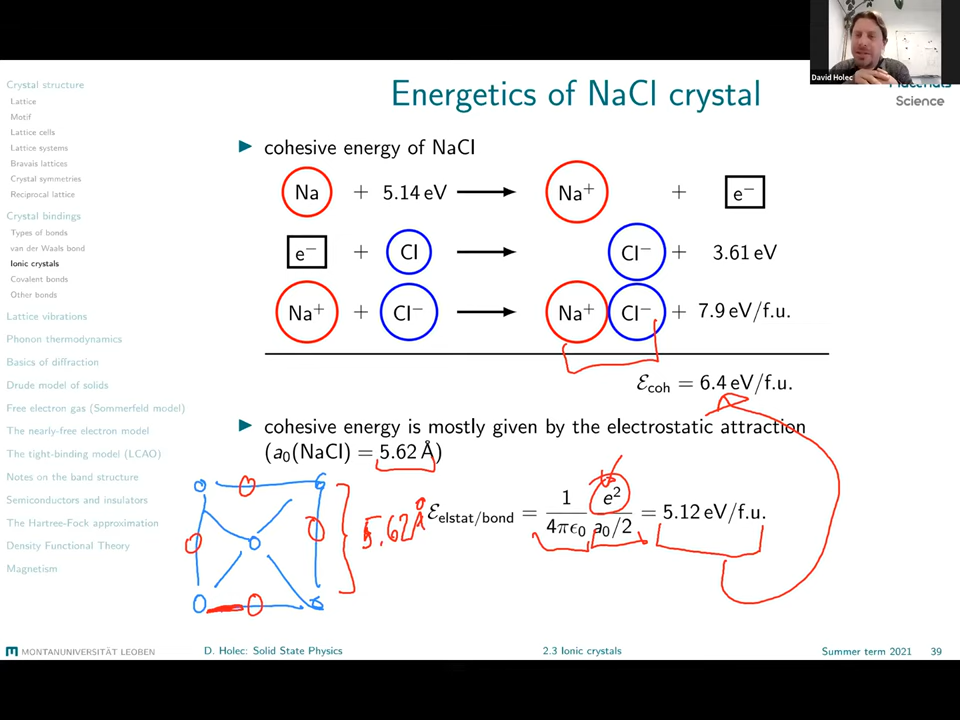 David Holec
Materials
Science
Crystal structure
Lattice
Motif
Lattice cells
Lattice systems
Bravais lattices
Crystal symmetries
Reciprocal lattice
Crystal bindings
Types of bonds
van der Waals bond
Ionic crystals
Covalent bonds
Other bonds
Lattice vibrations
Phonon thermodynamics
Basics of diffraction
Drude model of solids
Free electron gas (Sommerfeld model)
The nearly-free electron model
The tight-binding model (LCAO)
Notes on the band structure
Semiconductors and insulators
The Hartree-Fock approximation
Density Functional Theory
Magnetism
Energetics of NaCl crystal
▶ cohesive energy of NaCl
Na + 5.14 eV ⟶ Na⁺ + e⁻
e⁻ + Cl ⟶ Cl⁻ + 3.61 eV
Na⁺ + Cl⁻ ⟶ Na⁺ Cl⁻ + 7.9 eV/f.u.
ℰcoh = 6.4 eV/f.u.
▶ cohesive energy is mostly given by the electrostatic attraction
(a₀(NaCl) = 5.62 Å)
5.62 Å
ℰelstat/bond = 1/4πϵ₀ e²/a₀/2 = 5.12 eV/f.u.
MONTANUNIVERSITÄT LEOBEN D. Holec: Solid State Physics 2.3 Ionic crystals Summer term 2021 39